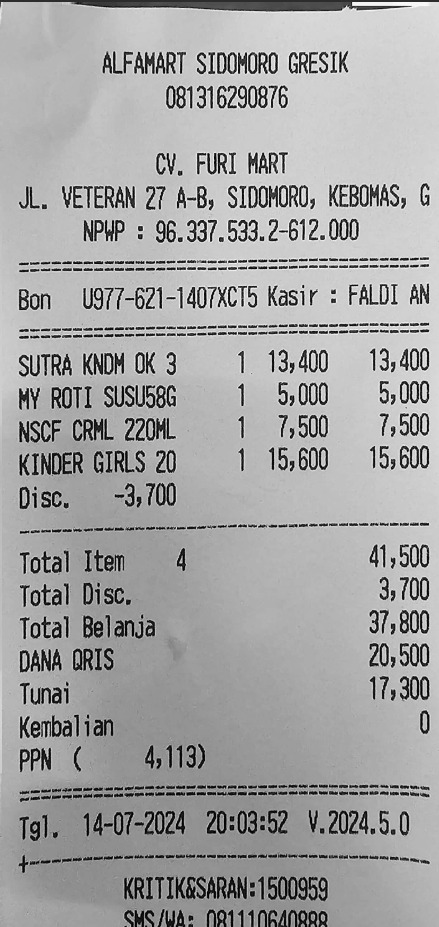 ALFAMART SIDOMORO GRESIK
081316290876
CV. FURI MART
JL. VETERAN 27 A-B, SIDOMORO, KEBOMAS, G
NPWP : 96.337.533.2-612.000
Bon U977-621-1407XCT5 Kasir : FALDI AN
SUTRA KNDM OK 3 1 13,400 13,400
MY ROTI SUSU58G 1 5,000 5,000
NSCF CRML 220ML 1 7,500 7,500
KINDER GIRLS 20 1 15,600 15,600
Disc. -3,700
Total Item 4 41,500
Total Disc. 3,700
Total Belanja 37,800
DANA QRIS 20,500
Tunai 17,300
Kembalian 0
PPN ( 4,113)
Tgl. 14-07-2024 20:03:52 V.2024.5.0
KRITIK&SARAN:1500959
SMS/WA: 081110640888